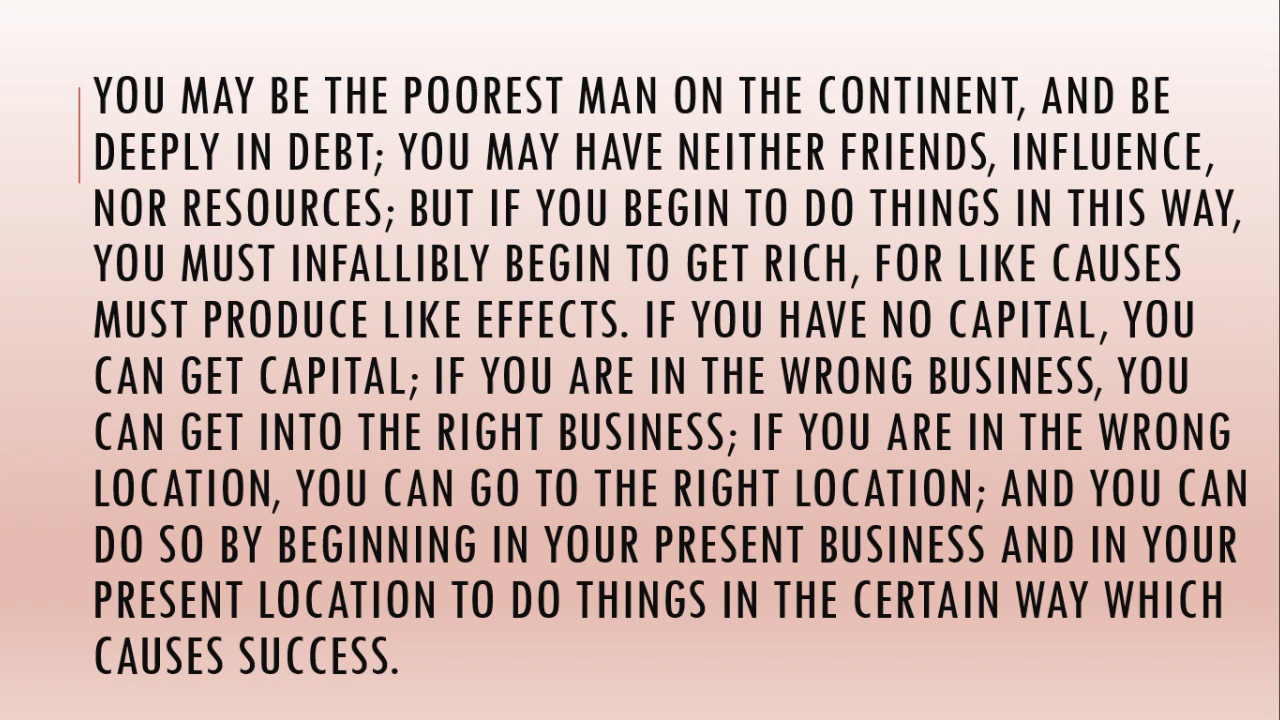 YOU MAY BE THE POOREST MAN ON THE CONTINENT, AND BE
DEEPLY IN DEBT; YOU MAY HAVE NEITHER FRIENDS, INFLUENCE,
NOR RESOURCES; BUT IF YOU BEGIN TO DO THINGS IN THIS WAY,
YOU MUST INFALLIBLY BEGIN TO GET RICH, FOR LIKE CAUSES
MUST PRODUCE LIKE EFFECTS. IF YOU HAVE NO CAPITAL, YOU
CAN GET CAPITAL; IF YOU ARE IN THE WRONG BUSINESS, YOU
CAN GET INTO THE RIGHT BUSINESS; IF YOU ARE IN THE WRONG
LOCATION, YOU CAN GO TO THE RIGHT LOCATION; AND YOU CAN
DO SO BY BEGINNING IN YOUR PRESENT BUSINESS AND IN YOUR
PRESENT LOCATION TO DO THINGS IN THE CERTAIN WAY WHICH
CAUSES SUCCESS.